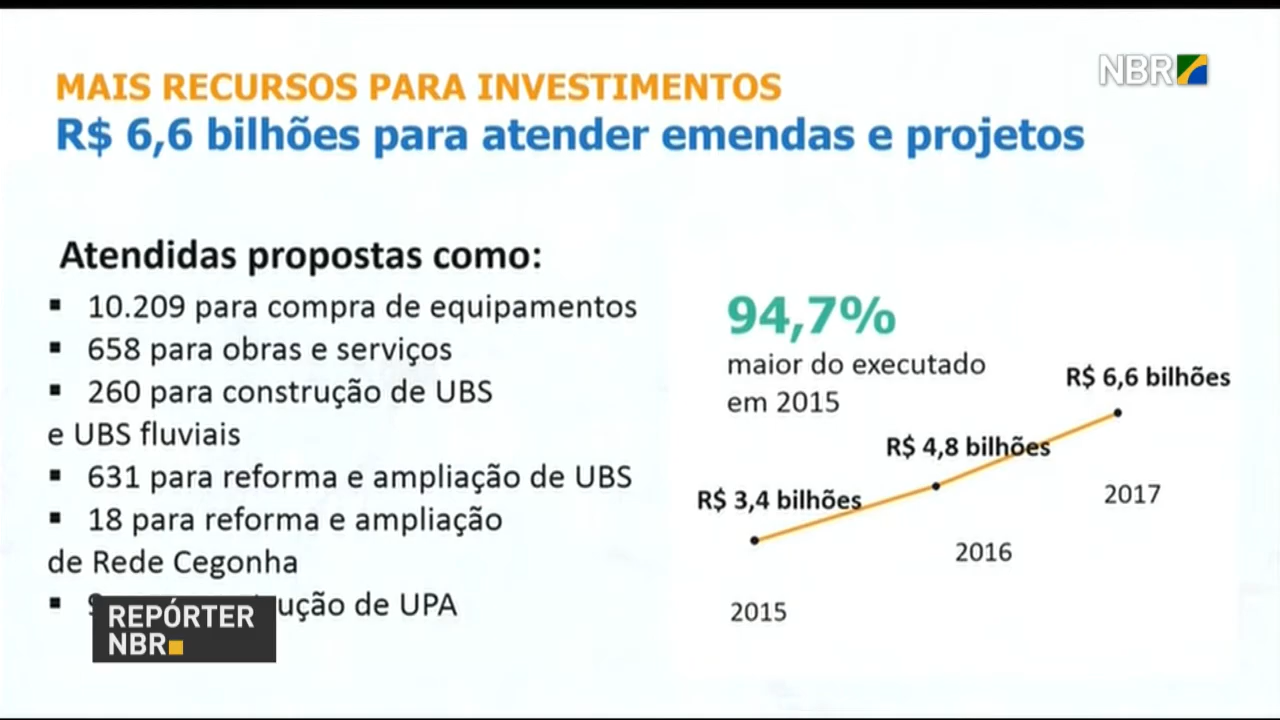 NBR
MAIS RECURSOS PARA INVESTIMENTOS
R$ 6,6 bilhões para atender emendas e projetos
Atendidas propostas como:
▪ 10.209 para compra de equipamentos
▪ 658 para obras e serviços
▪ 260 para construção de UBS
e UBS fluviais
▪ 631 para reforma e ampliação de UBS
▪ 18 para reforma e ampliação
de Rede Cegonha
▪ de UPA
REPÓRTER
NBR
94,7%
maior do executado
em 2015
R$ 6,6 bilhões
R$ 4,8 bilhões
R$ 3,4 bilhões
2017
2016
2015